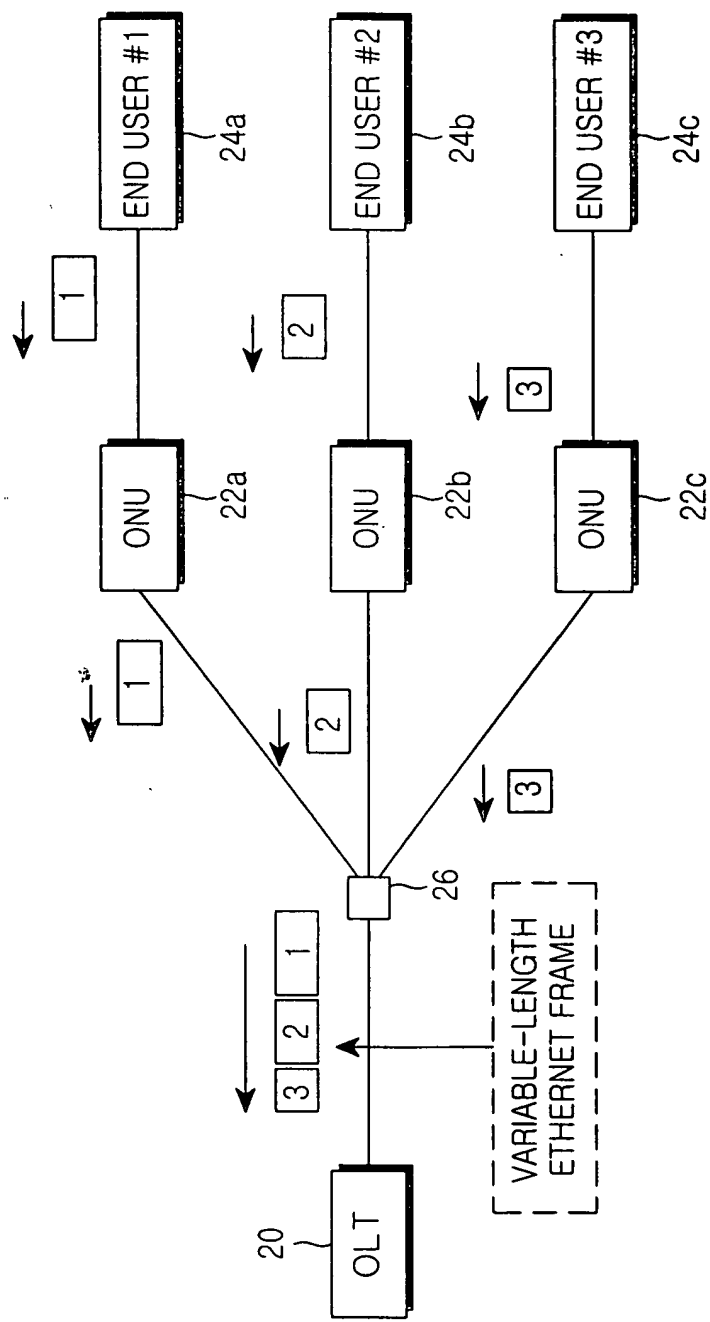 END USER #1
24a
END USER #2
24b
END USER #3
24c
1
2
3
ONU
22a
ONU
22b
ONU
22c
1
2
3
26
3 2 1
VARIABLE-LENGTH
ETHERNET FRAME
20
OLT